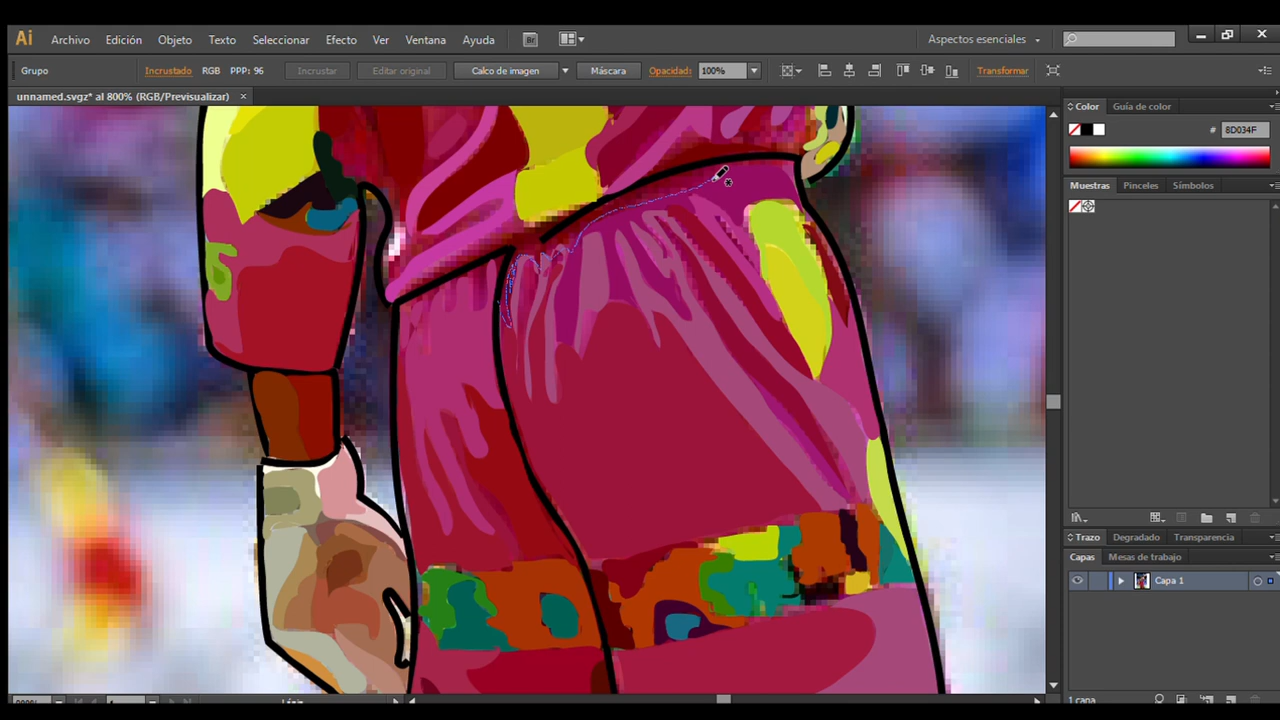 Ai Archivo Edición Objeto Texto Seleccionar Efecto Ver Ventana Ayuda Br Aspectos esenciales
Grupo Incrustado RGB PPP: 96 Incrustar Editar original Calco de imagen Máscara Opacidad: 100% Transformar
unnamed.svgz* al 800% (RGB/Previsualizar)
Color Guía de color
# 8D034F
Muestras Pinceles Símbolos
Trazo Degradado Transparencia
Capas Mesas de trabajo
Capa 1
1 capa